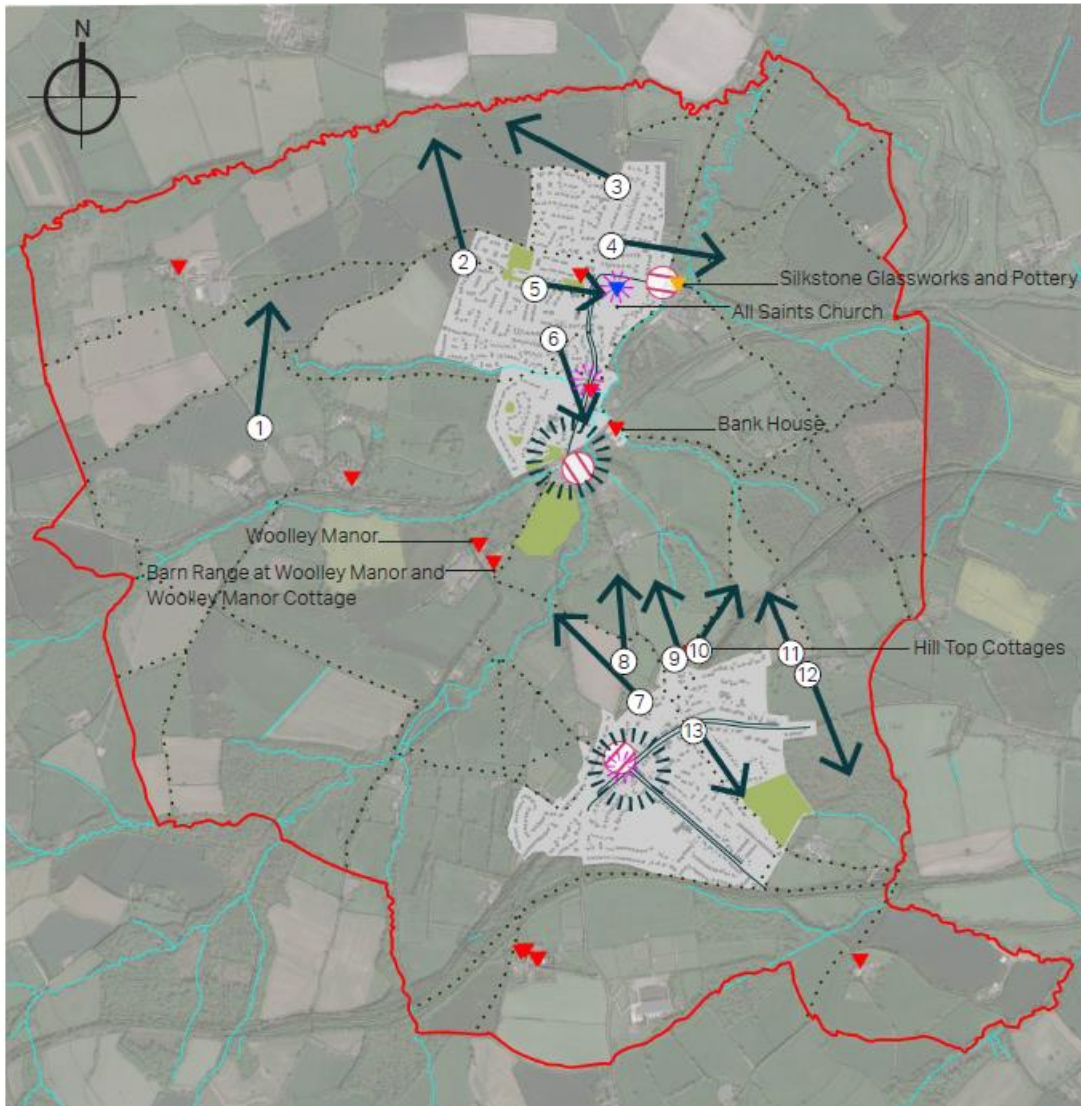 N
3
4
2
Silkstone Glassworks and Pottery
5
All Saints Church
6
1
Bank House
Woolley Manor
Barn Range at Woolley Manor and
Woolley Manor Cottage
8
9
10
11
Hill Top Cottages
12
7
13